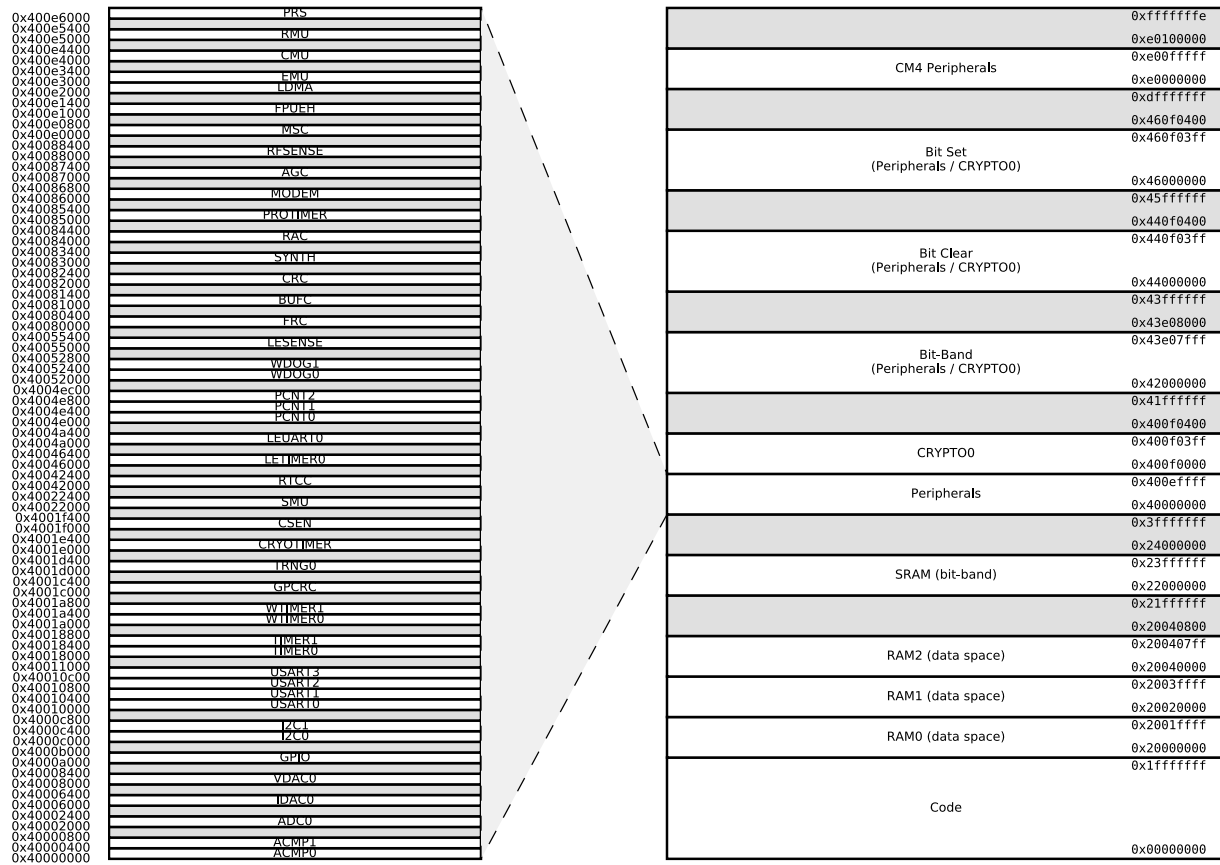 0x400e6000
PRS
0x400e5400
RMU
0x400e5000
0x400e4400
CMU
0x400e4000
0x400e3400
EMU
0x400e3000
LDMA
0x400e2000
0x400e1400
FPUEH
0x400e1000
0x400e0800
MSC
0x400e0000
0x40088400
RFSENSE
0x40088000
0x40087400
AGC
0x40087000
0x40086800
MODEM
0x40086000
0x40085400
PROTIMER
0x40085000
0x40084400
RAC
0x40084000
0x40083400
SYNTH
0x40083000
0x40082400
CRC
0x40082000
0x40081400
BUFC
0x40081000
0x40080400
FRC
0x40080000
0x40055400
LESENSE
0x40055000
0x40052800
WDOG1
0x40052400
WDOG0
0x40052000
0x4004ec00
PCNT2
0x4004e800
PCNT1
0x4004e400
PCNT0
0x4004e000
0x4004a400
LEUART0
0x4004a000
0x40046400
LETIMER0
0x40046000
0x40042400
RTCC
0x40042000
0x40022400
SMU
0x40022000
0x4001f400
CSEN
0x4001f000
0x4001e400
CRYOTIMER
0x4001e000
0x4001d400
TRNG0
0x4001d000
0x4001c400
GPCRC
0x4001c000
0x4001a800
WTIMER1
0x4001a400
WTIMER0
0x4001a000
0x40018800
TIMER1
0x40018400
TIMER0
0x40018000
0x40011000
USART3
0x40010c00
USART2
0x40010800
USART1
0x40010400
USART0
0x40010000
0x4000c800
I2C1
0x4000c400
I2C0
0x4000c000
0x4000b000
GPIO
0x4000a000
0x40008400
VDAC0
0x40008000
0x40006400
IDAC0
0x40006000
0x40002400
ADC0
0x40002000
0x40000800
ACMP1
0x40000400
ACMP0
0x40000000
0xfffffffe
0xe0100000
0xe00fffff
CM4 Peripherals
0xe0000000
0xdfffffff
0x460f0400
0x460f03ff
Bit Set
(Peripherals / CRYPTO0)
0x46000000
0x45ffffff
0x440f0400
0x440f03ff
Bit Clear
(Peripherals / CRYPTO0)
0x44000000
0x43ffffff
0x43e08000
0x43e07fff
Bit-Band
(Peripherals / CRYPTO0)
0x42000000
0x41ffffff
0x400f0400
0x400f03ff
CRYPTO0
0x400f0000
0x400effff
Peripherals
0x40000000
0x3fffffff
0x24000000
0x23ffffff
SRAM (bit-band)
0x22000000
0x21ffffff
0x20040800
0x200407ff
RAM2 (data space)
0x20040000
0x2003ffff
RAM1 (data space)
0x20020000
0x2001ffff
RAM0 (data space)
0x20000000
0x1fffffff
Code
0x00000000